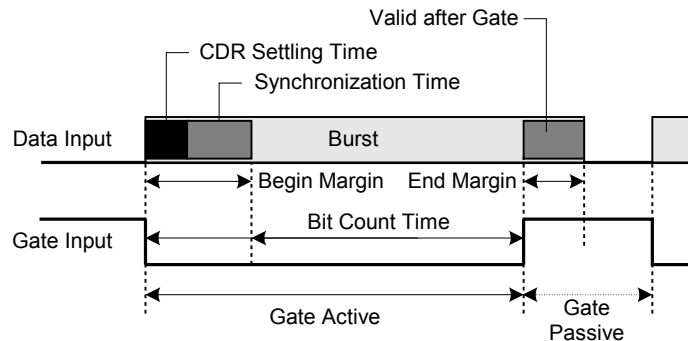 Valid after Gate
CDR Settling Time
Synchronization Time
Data Input
Burst
Begin Margin
End Margin
Bit Count Time
Gate Input
Gate Active
Gate
Passive